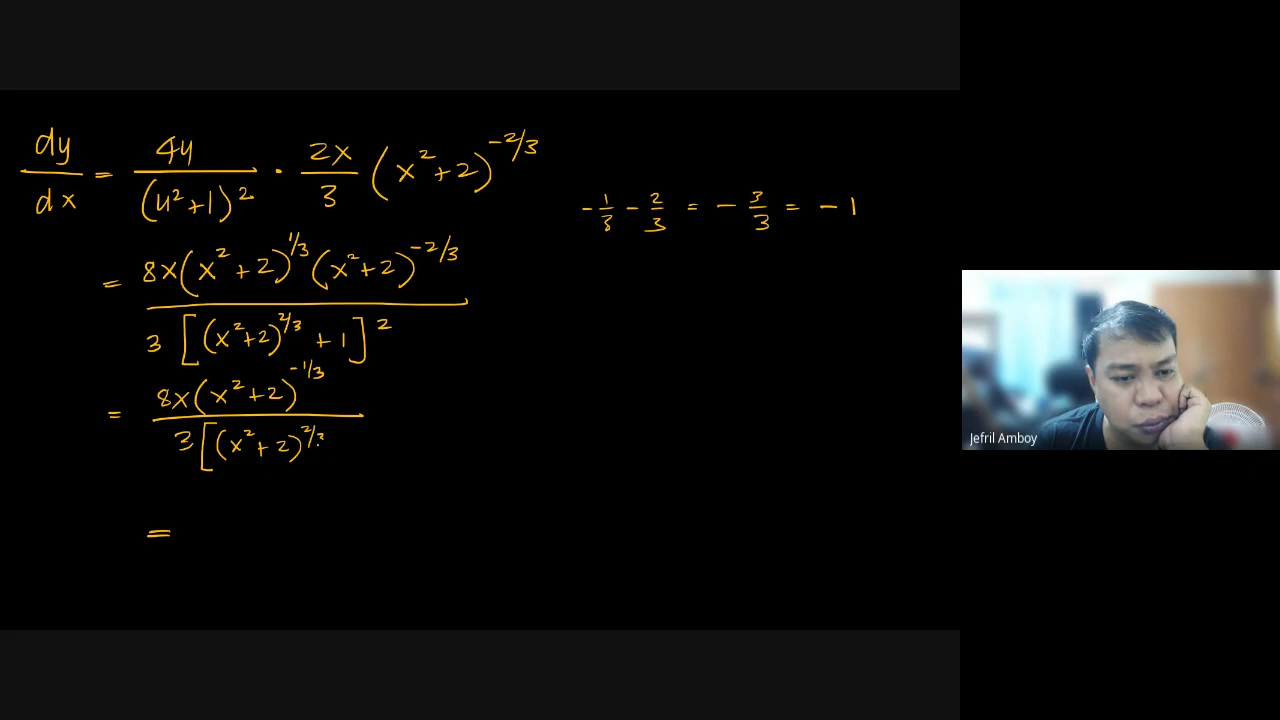 dy/dx = 4u/(u²+1)² · 2x/3 (x²+2)^-2/3
-1/3 - 2/3 = -3/3 = -1
= 8x(x²+2)^1/3 (x²+2)^-2/3 / 3[(x²+2)^2/3 + 1]²
= 8x(x²+2)^-1/3 / 3[(x²+2)^2/3
=
Jefril Amboy